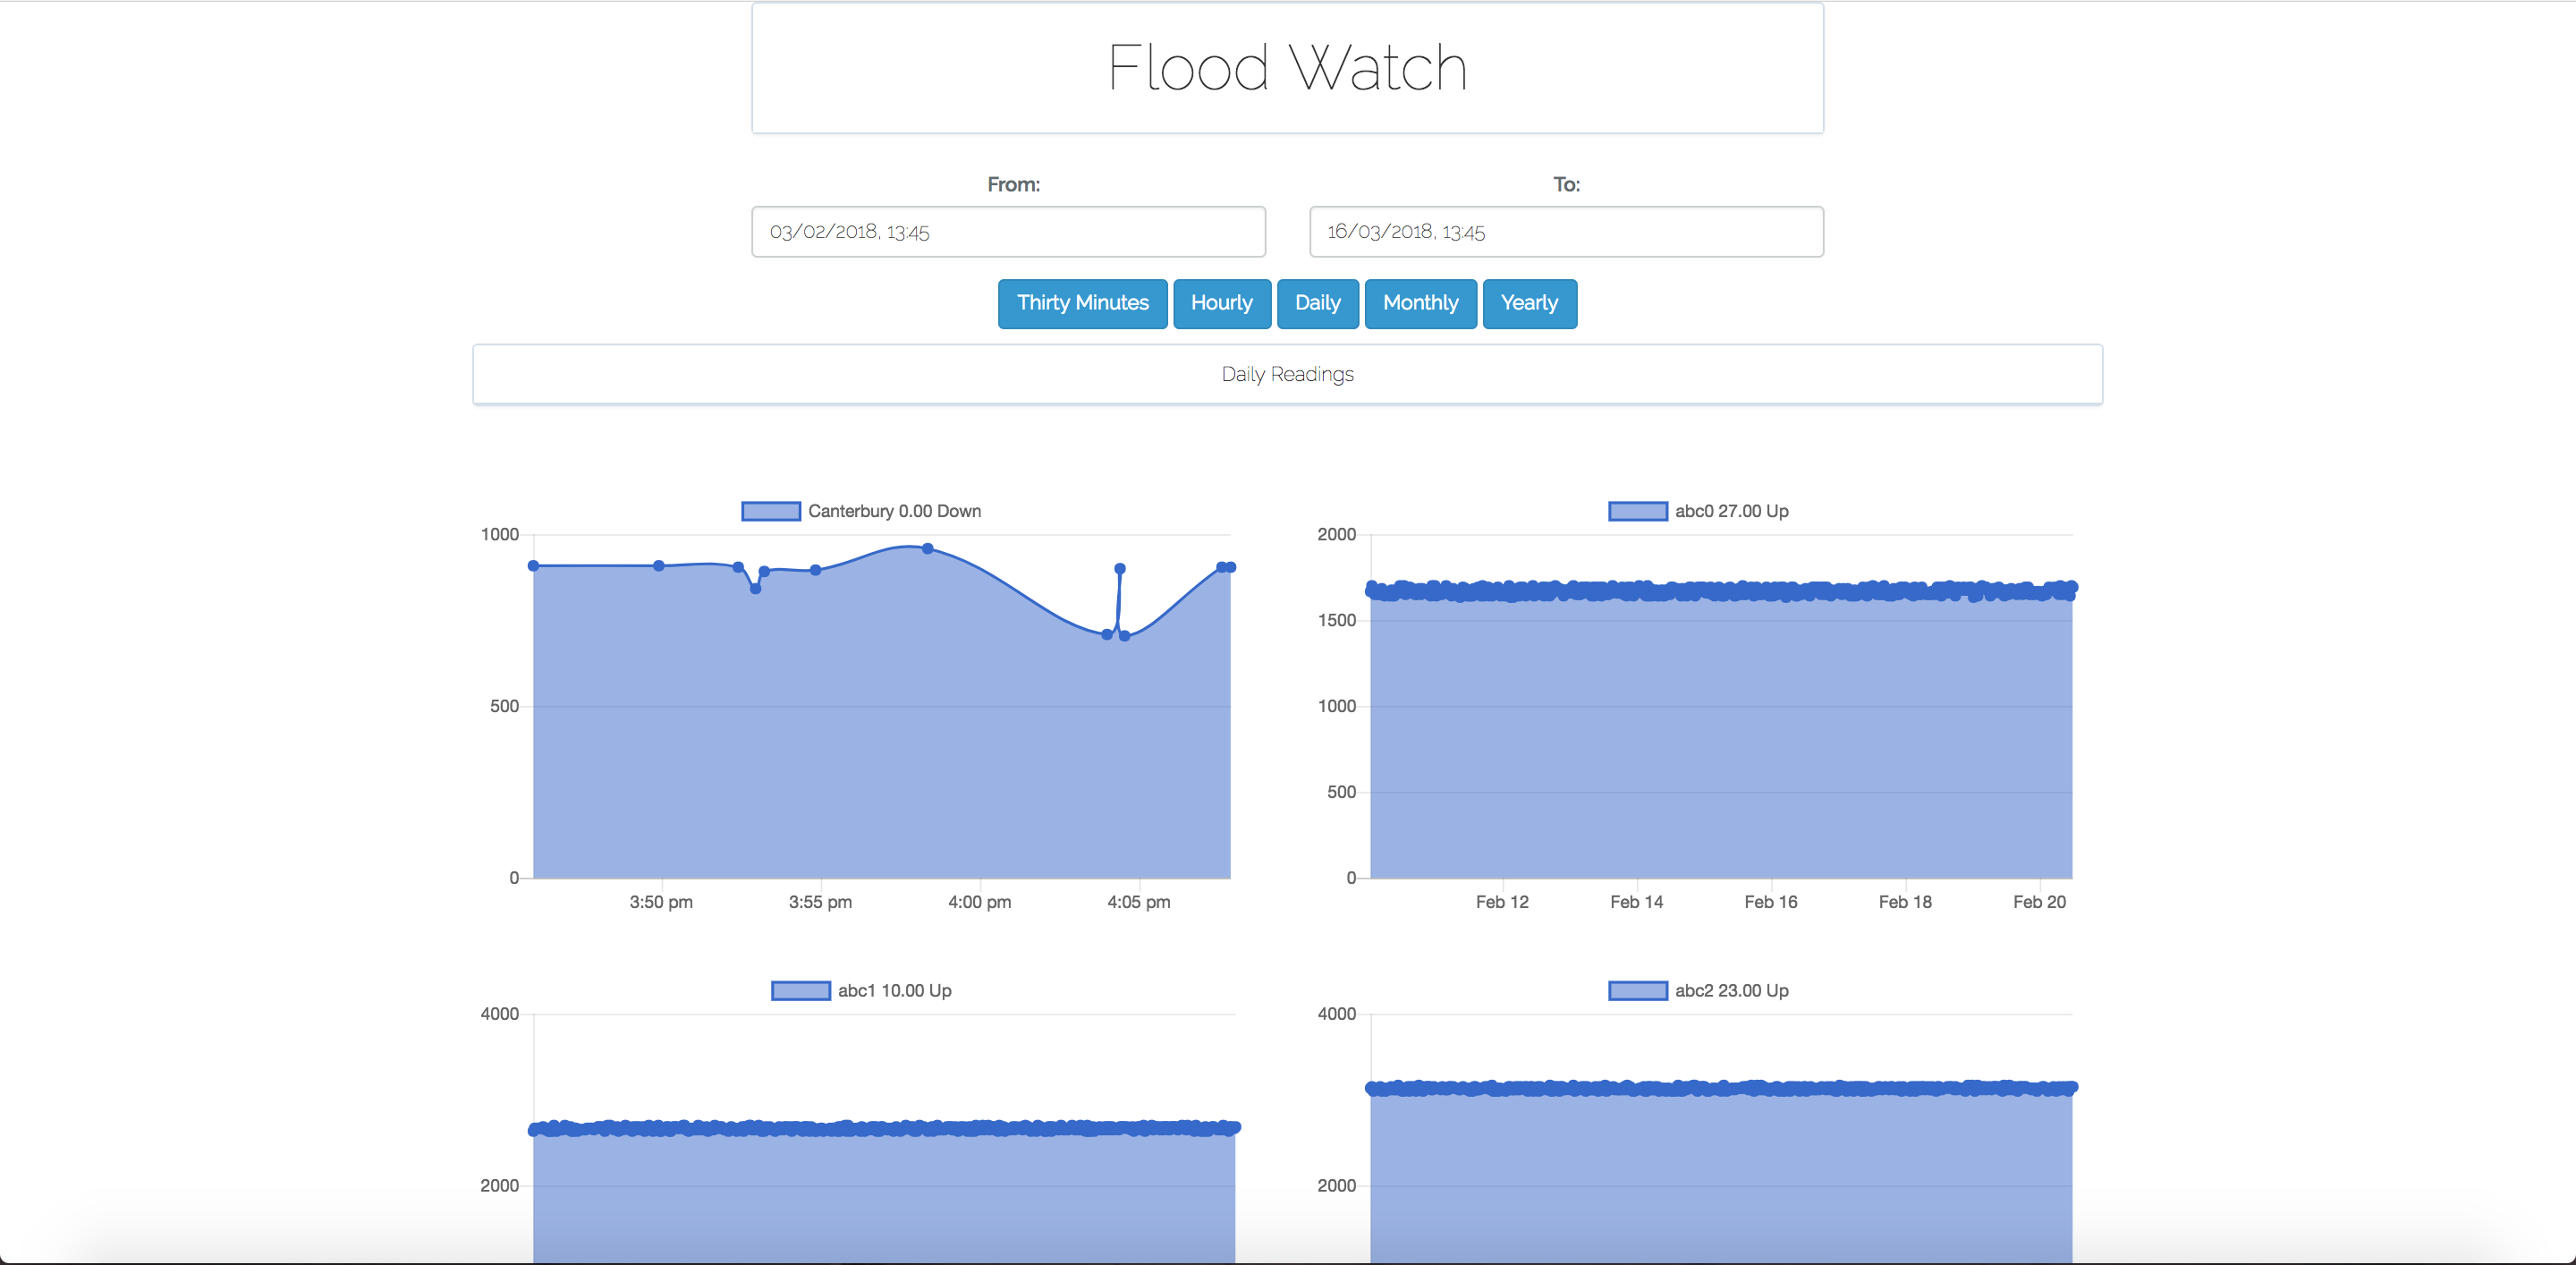 Flood Watch
From: To:
03/02/2018, 13:45 16/03/2018, 13:45
Thirty Minutes Hourly Daily Monthly Yearly
Daily Readings
Canterbury 0.00 Down
1000
500
0
3:50 pm 3:55 pm 4:00 pm 4:05 pm
abc0 27.00 Up
2000
1500
1000
500
0
Feb 12 Feb 14 Feb 16 Feb 18 Feb 20
abc1 10.00 Up
4000
2000
abc2 23.00 Up
4000
2000